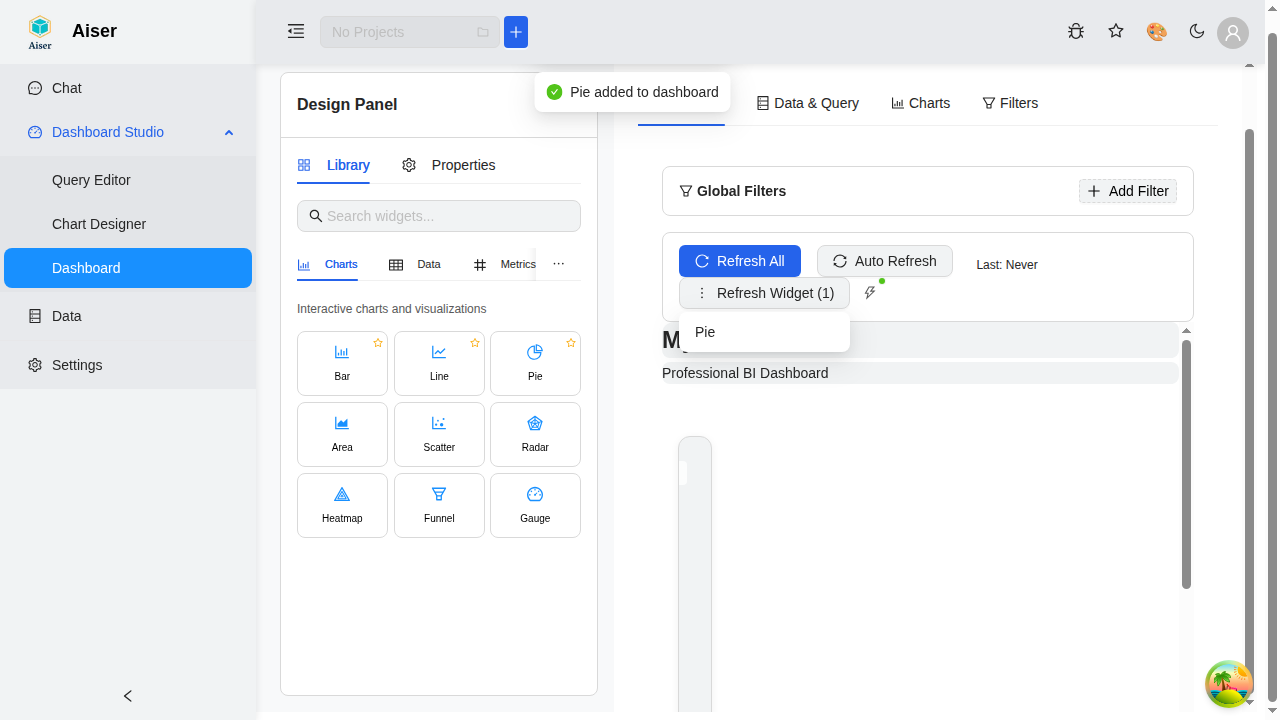 Aiser
Aiser
No Projects
Chat
Dashboard Studio
Query Editor
Chart Designer
Dashboard
Data
Settings
Pie added to dashboard
Design Panel
Library
Properties
Search widgets...
Charts
Data
Metrics
Interactive charts and visualizations
Bar
Line
Pie
Area
Scatter
Radar
Heatmap
Funnel
Gauge
Data & Query
Charts
Filters
Global Filters
Add Filter
Refresh All
Auto Refresh
Last: Never
Refresh Widget (1)
Pie
Professional BI Dashboard